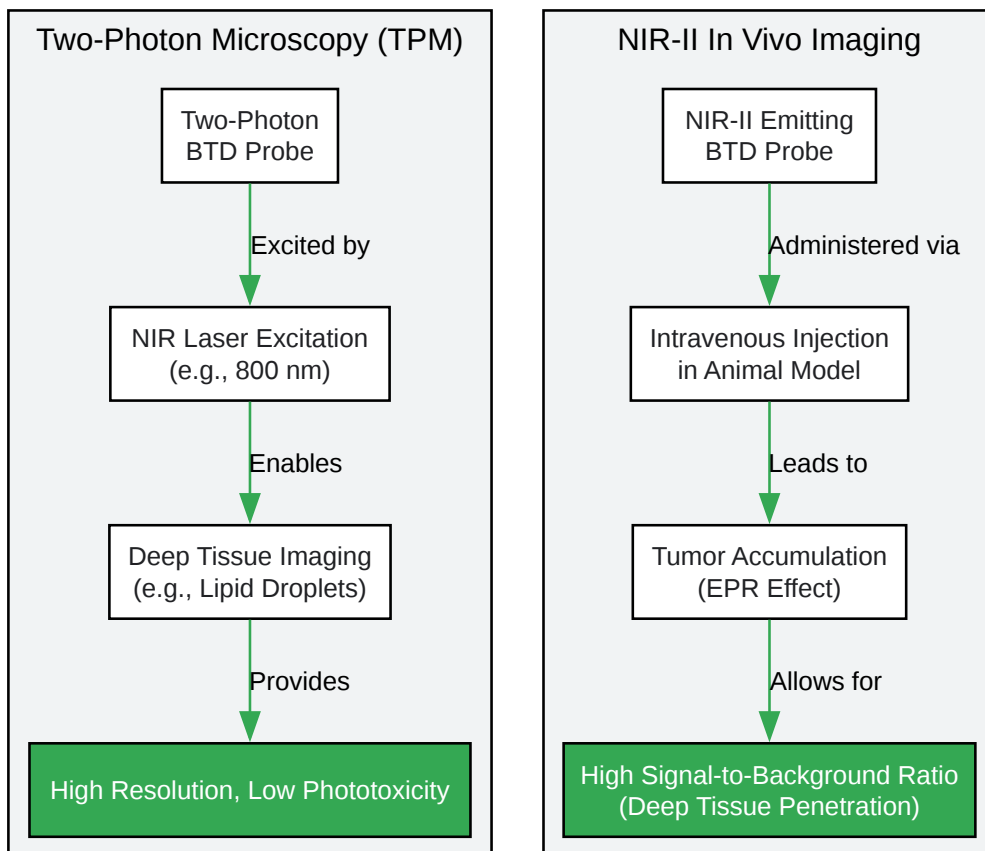 Two-Photon Microscopy (TPM)
Two-Photon
BTD Probe
Excited by
NIR Laser Excitation
(e.g., 800 nm)
Enables
Deep Tissue Imaging
(e.g., Lipid Droplets)
Provides
High Resolution, Low Phototoxicity
NIR-II In Vivo Imaging
NIR-II Emitting
BTD Probe
Administered via
Intravenous Injection
in Animal Model
Leads to
Tumor Accumulation
(EPR Effect)
Allows for
High Signal-to-Background Ratio
(Deep Tissue Penetration)